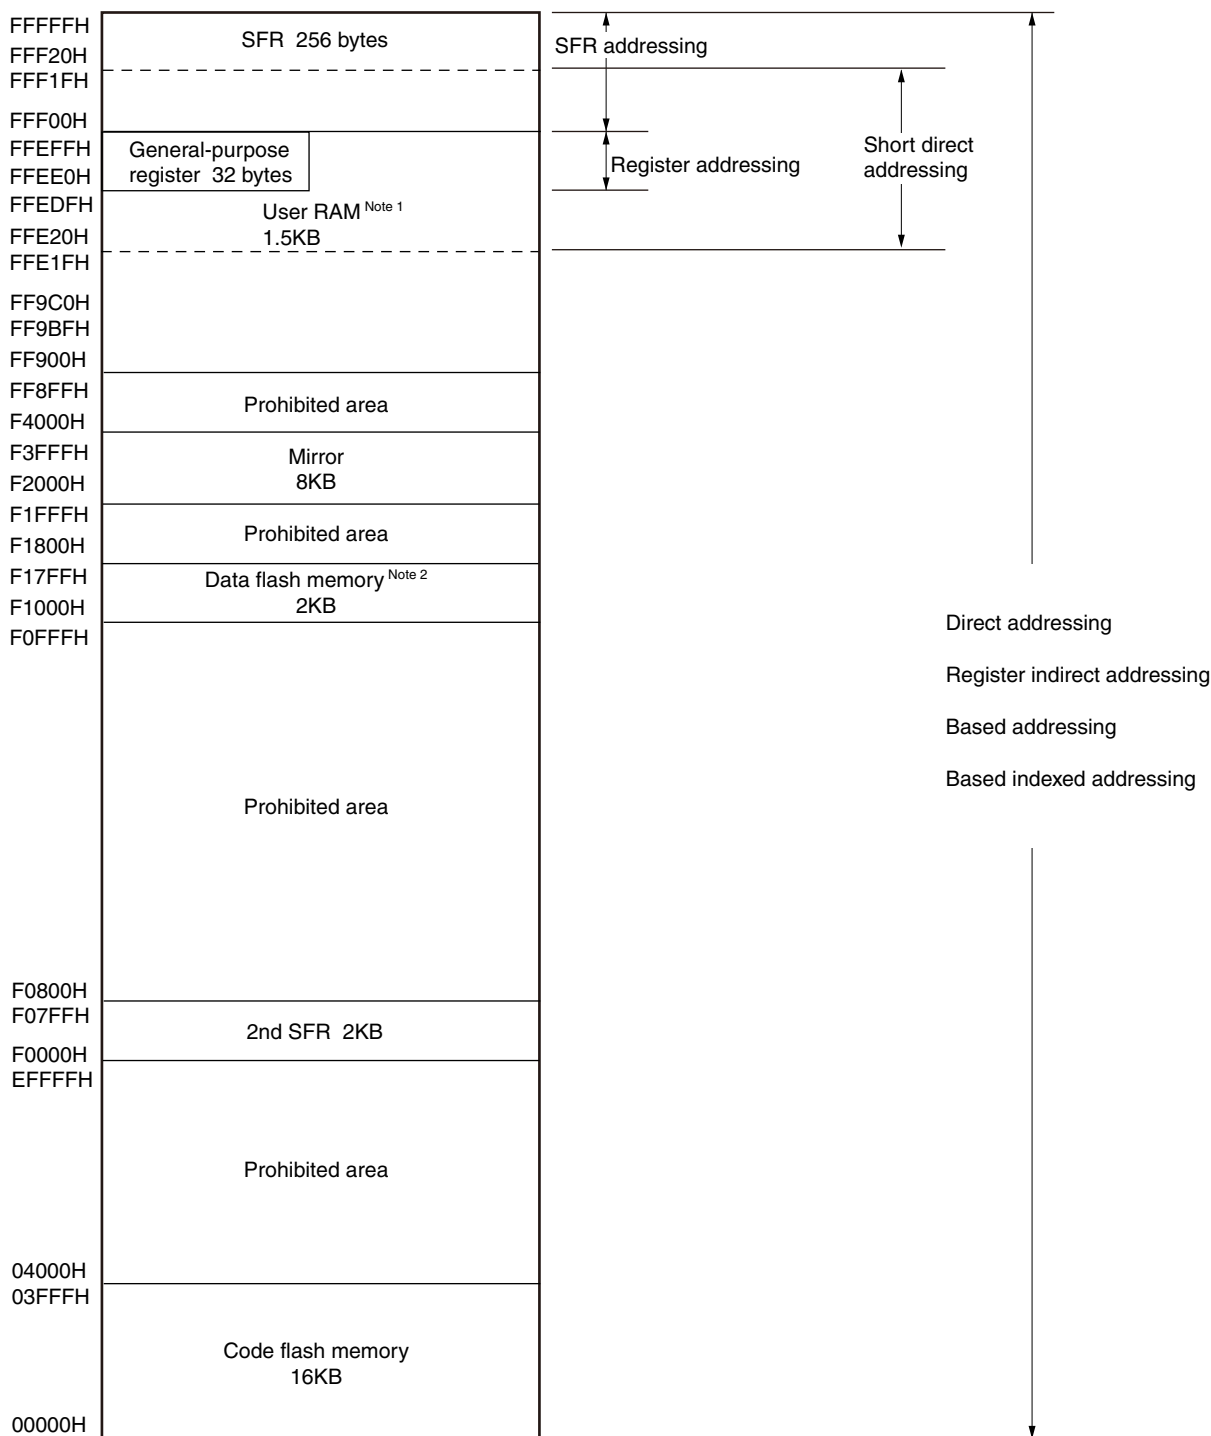 FFFFFH
SFR 256 bytes
SFR addressing
FFF20H
FFF1FH
FFF00H
FFEFFH
General-purpose
register 32 bytes
Register addressing
Short direct
addressing
FFEE0H
FFEDFH
User RAM Note 1
1.5KB
FFE20H
FFE1FH
FF9C0H
FF9BFH
FF900H
FF8FFH
Prohibited area
F4000H
F3FFFH
Mirror
8KB
F2000H
F1FFFH
Prohibited area
F1800H
F17FFH
Data flash memory Note 2
2KB
F1000H
F0FFFH
Direct addressing
Register indirect addressing
Based addressing
Based indexed addressing
Prohibited area
F0800H
F07FFH
2nd SFR 2KB
F0000H
EFFFFH
Prohibited area
04000H
03FFFH
Code flash memory
16KB
00000H